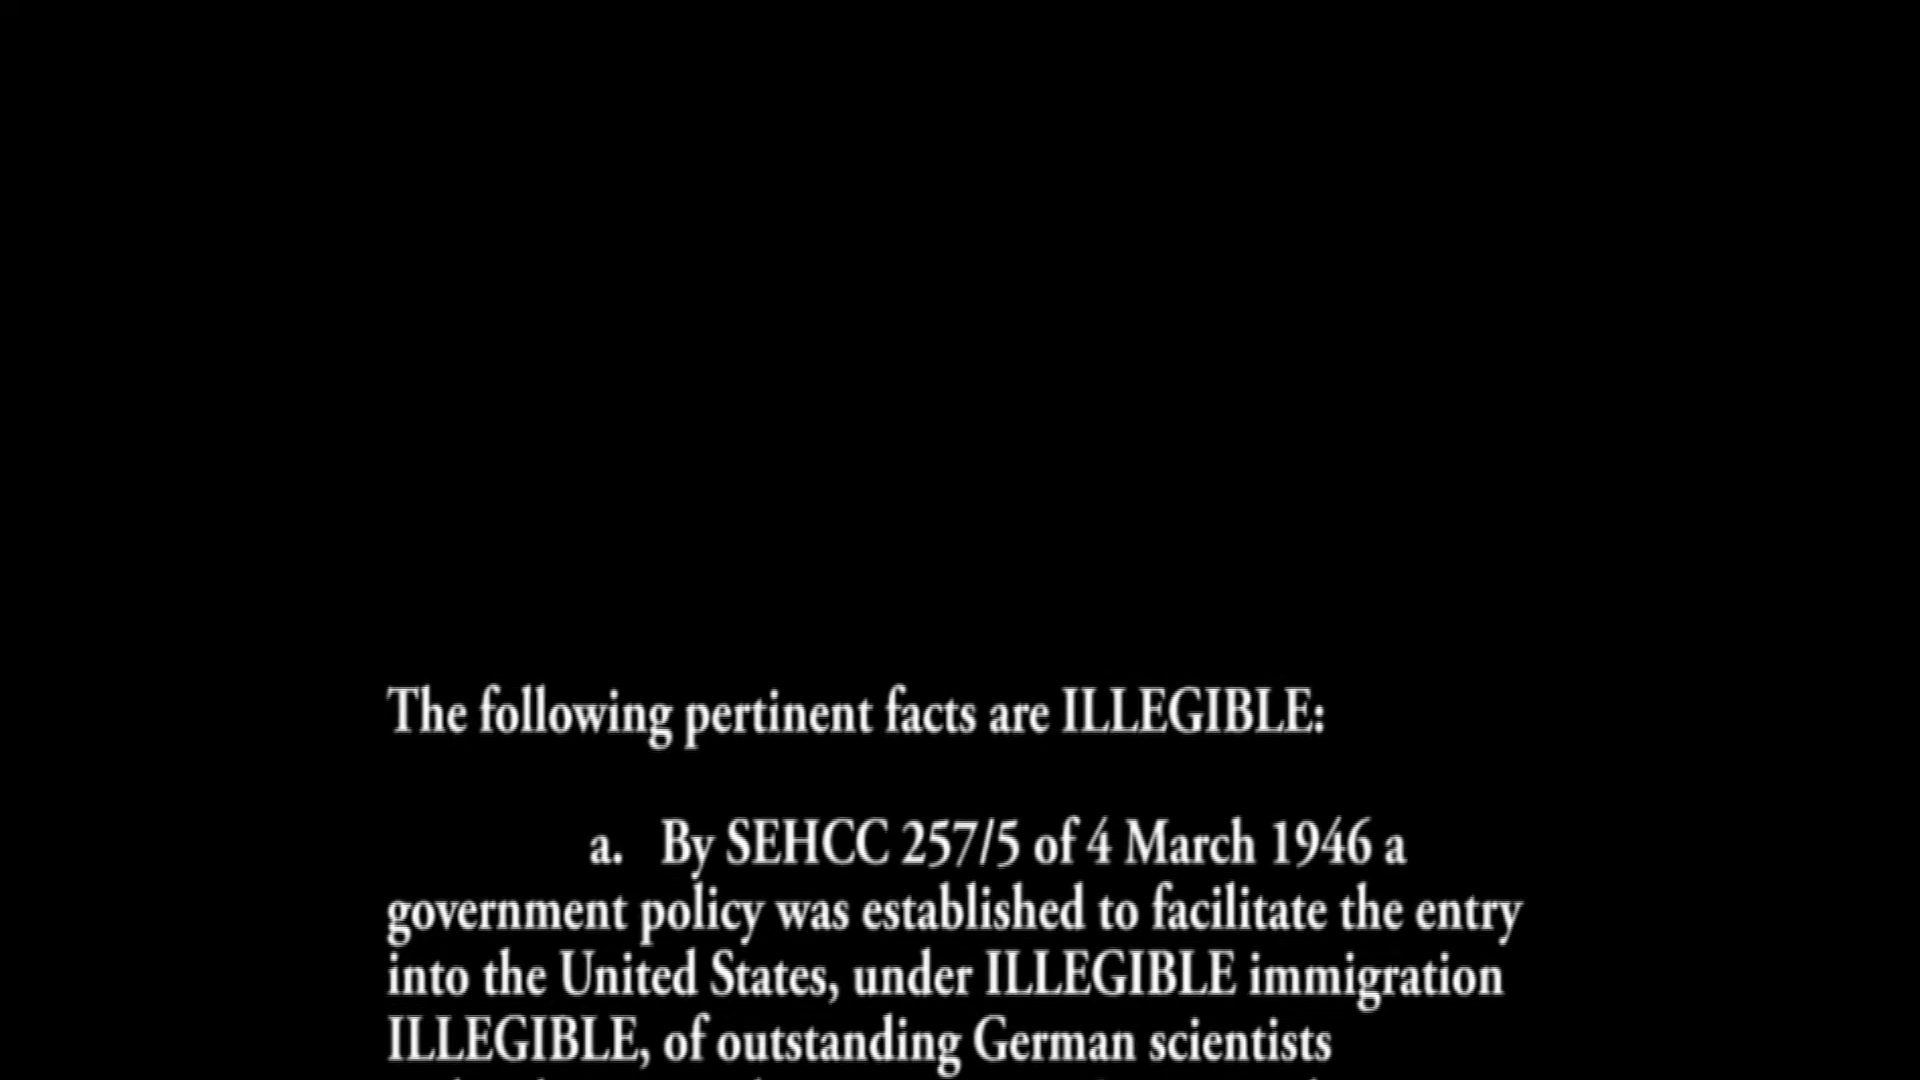 The following pertinent facts are ILLEGIBLE:
a. By SEHCC 257/5 of 4 March 1946 a
government policy was established to facilitate the entry
into the United States, under ILLEGIBLE immigration
ILLEGIBLE, of outstanding German scientists